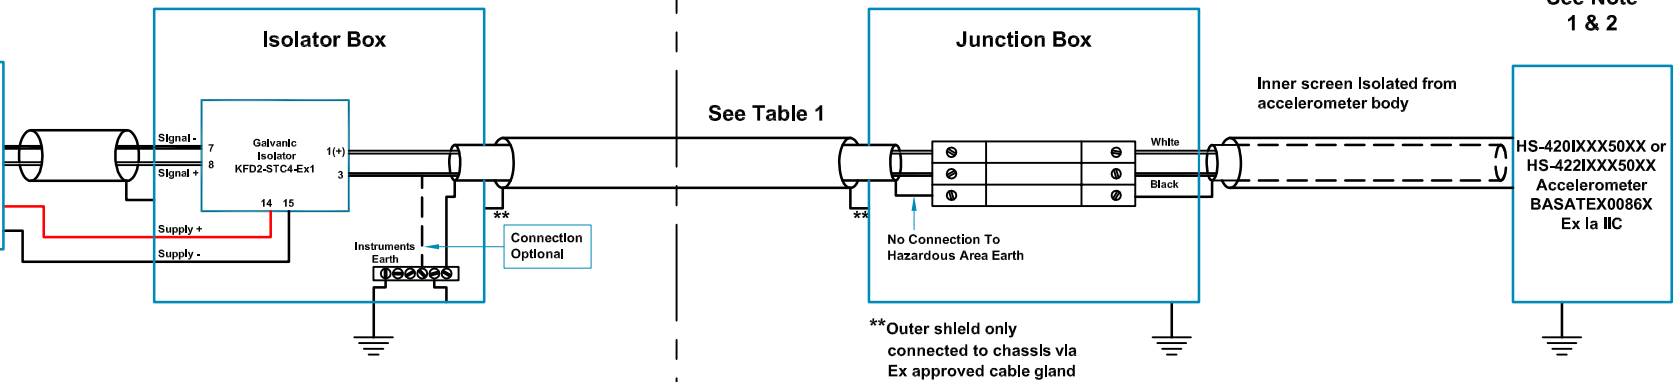 See Note
1 & 2
Isolator Box
Junction Box
Inner screen Isolated from
accelerometer body
See Table 1
Signal -
7
8
Signal +
Galvanic
Isolator
KFD2-STC4-Ex1
1(+)
3
14 15
Supply +
Supply -
Instruments
Earth
**
Connection
Optional
**
White
Black
No Connection To
Hazardous Area Earth
HS-420IXXX50XX or
HS-422IXXX50XX
Accelerometer
BASATEX0086X
Ex Ia IIC
**Outer shield only
connected to chassis via
Ex approved cable gland